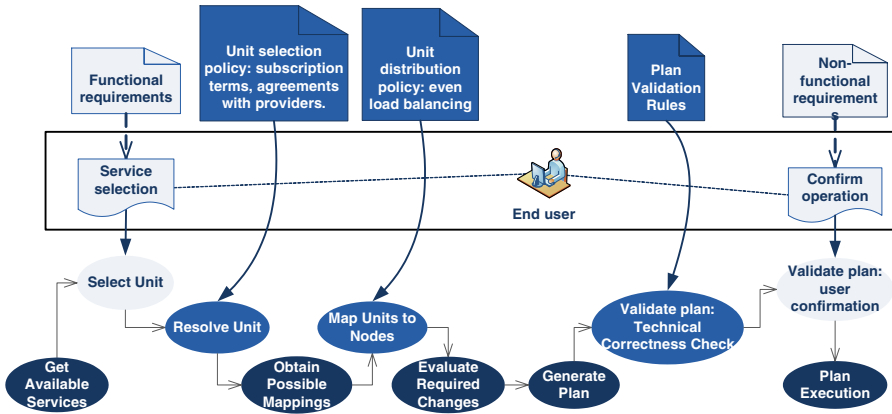 Functional
requirements
Unit selection
policy: subscription
terms, agreements
with providers.
Unit
distribution
policy: even
load balancing
Plan
Validation
Rules
Non-
functional
requirement
s
Service
selection
End user
Confirm
operation
Select Unit
Resolve Unit
Map Units to
Nodes
Validate plan:
Technical
Correctness Check
Validate plan:
user
confirmation
Get
Available
Services
Obtain
Possible
Mappings
Evaluate
Required
Changes
Generate
Plan
Plan
Execution